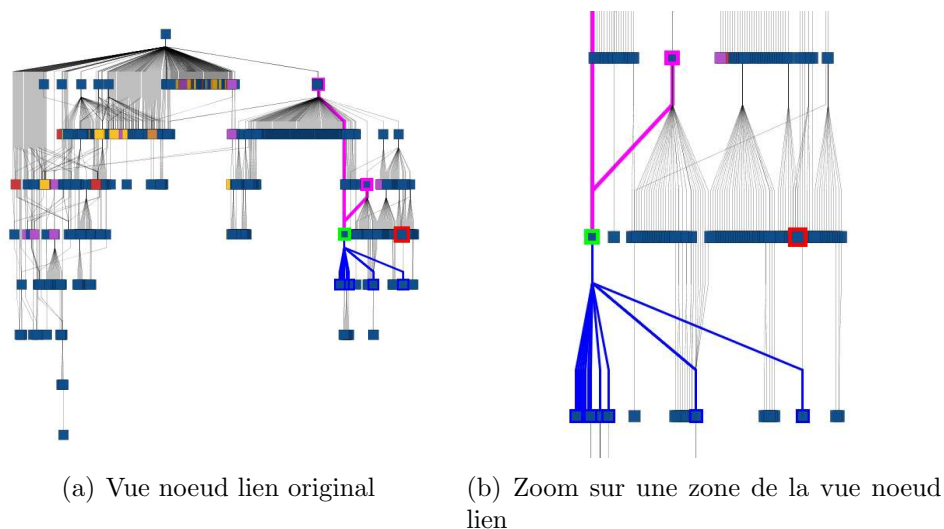 (a) Vue noeud lien original
(b) Zoom sur une zone de la vue noeud
lien